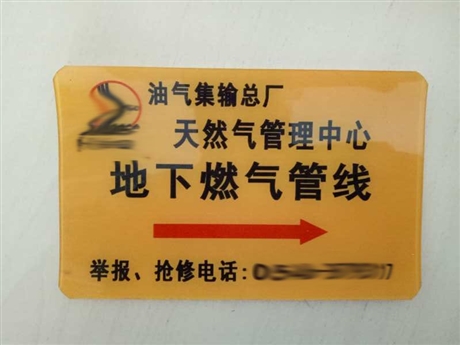 油气集输总厂
天然气管理中心
地下燃气管线
举报、抢修电话: